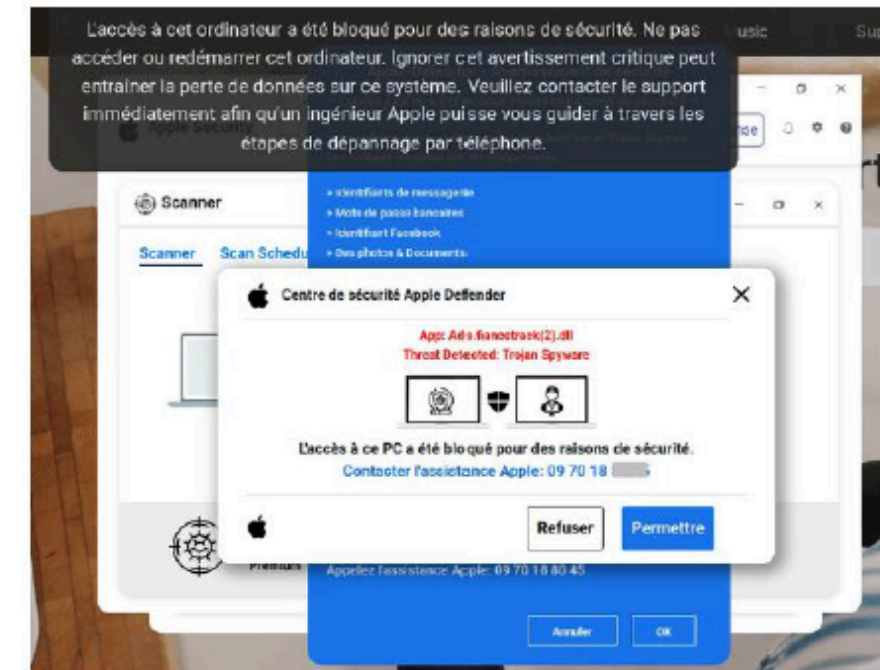 L'accès à cet ordinateur a été bloqué pour des raisons de sécurité. Ne pas
accéder ou redémarrer cet ordinateur. Ignorer cet avertissement critique peut
entraîner la perte de données sur ce système. Veuillez contacter le support
immédiatement afin qu'un ingénieur Apple puisse vous guider à travers les
étapes de dépannage par téléphone.
Music
Apple Security
Scanner
Scanner Scan Schedu
» Identifiants de messagerie
» Mots de passe bancaires
» Identifiant Facebook
» Des photos & Documents
Centre de sécurité Apple Deffender
Threat Detected: Trojan Spyware
L'accès à ce PC a été bloqué pour des raisons de sécurité.
Contacter l'assistance Apple: 09 70 18
Refuser Permettre
Premium
Appelez l'assistance Apple: 09 70 18 80 45
Annuler OK